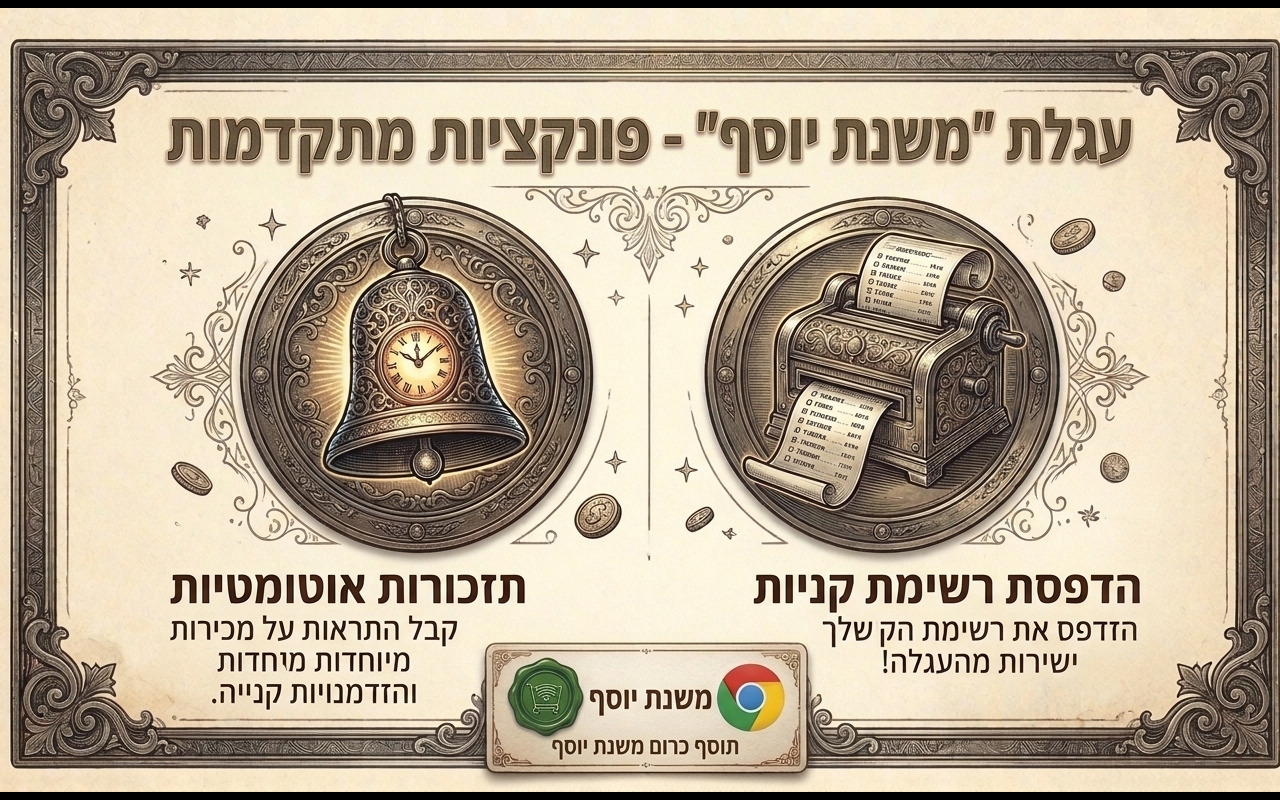 עגלת "משנת יוסף" - פונקציות מתקדמות
הדפסת רשימת קניות
הזדפס את רשימת הק שלך
ישירות מהעגלה!
תזכורות אוטומטיות
קבל התראות על מכירות
מיוחדות מיחדות
והזדמנויות קנייה.
משנת יוסף
תוסף כרום משנת יוסף